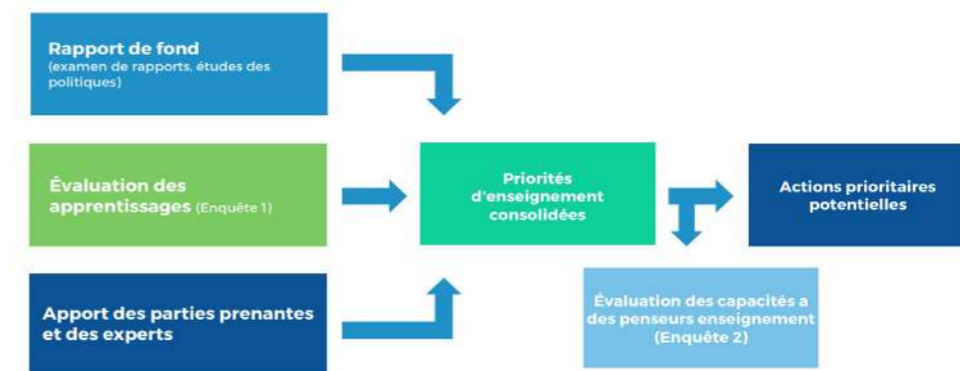 Rapport de fond
(examen de rapports, études des
politiques)
Évaluation des
apprentissages (Enquête 1)
Apport des parties prenantes
et des experts
Priorités
d'enseignement
consolidées
Actions prioritaires
potentielles
Évaluation des capacités a
des penseurs enseignement
(Enquête 2)